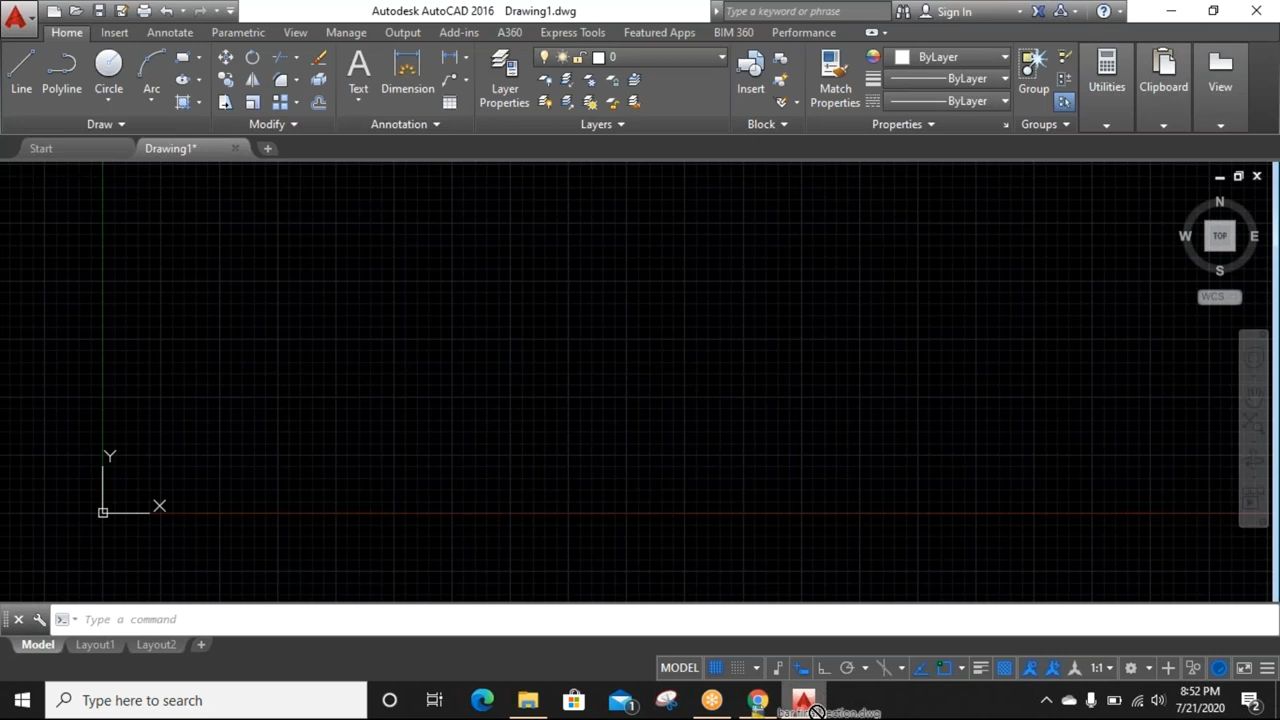 Autodesk AutoCAD 2016 Drawing1.dwg
Type a keyword or phrase
Sign In
Home Insert Annotate Parametric View Manage Output Add-ins A360 Express Tools Featured Apps BIM 360 Performance
0
ByLayer
ByLayer
ByLayer
Line Polyline Circle Arc
Text Dimension
Layer Properties
Insert
Match Properties
Group
Utilities Clipboard View
Draw Modify Annotation Layers Block Properties Groups
Start Drawing1*
N
W TOP E
S
WCS
Y
X
Type a command
Model Layout1 Layout2
MODEL 1:1
Type here to search
1
8:52 PM
7/21/2020
2